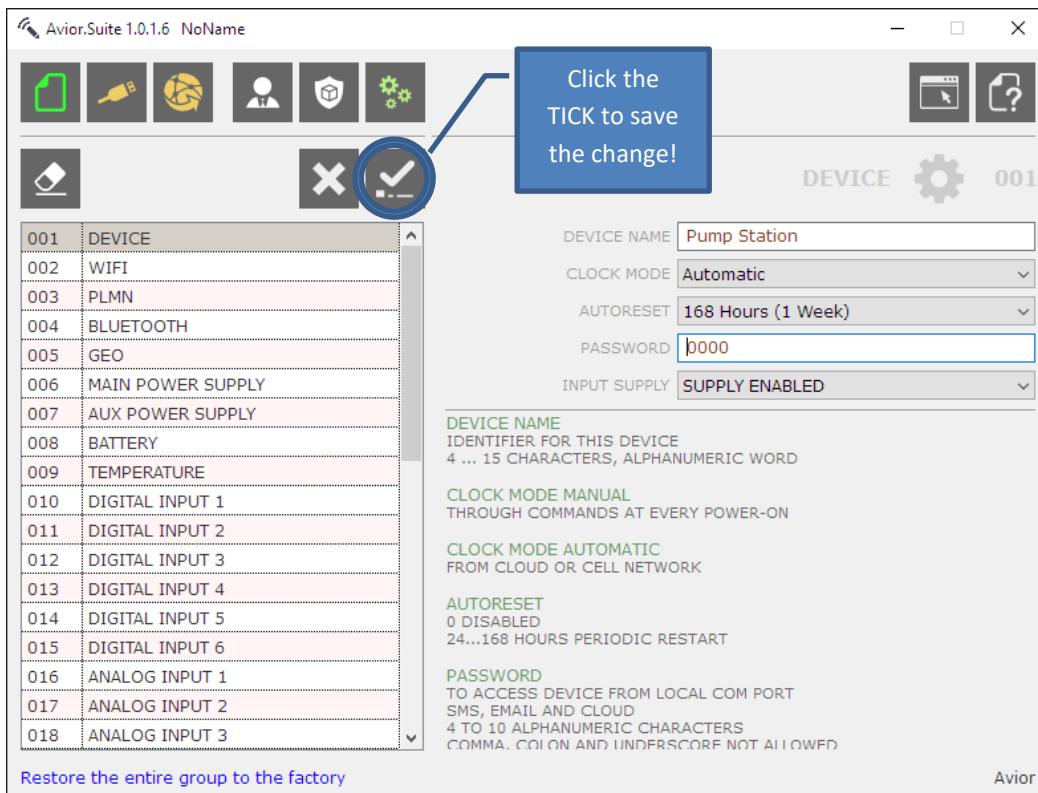 Avior.Suite 1.0.1.6 NoName
Click the
TICK to save
the change!
DEVICE 001
001 DEVICE
002 WIFI
003 PLMN
004 BLUETOOTH
005 GEO
006 MAIN POWER SUPPLY
007 AUX POWER SUPPLY
008 BATTERY
009 TEMPERATURE
010 DIGITAL INPUT 1
011 DIGITAL INPUT 2
012 DIGITAL INPUT 3
013 DIGITAL INPUT 4
014 DIGITAL INPUT 5
015 DIGITAL INPUT 6
016 ANALOG INPUT 1
017 ANALOG INPUT 2
018 ANALOG INPUT 3
DEVICE NAME Pump Station
CLOCK MODE Automatic
AUTORESET 168 Hours (1 Week)
PASSWORD 0000
INPUT SUPPLY SUPPLY ENABLED
DEVICE NAME
IDENTIFIER FOR THIS DEVICE
4 ... 15 CHARACTERS, ALPHANUMERIC WORD
CLOCK MODE MANUAL
THROUGH COMMANDS AT EVERY POWER-ON
CLOCK MODE AUTOMATIC
FROM CLOUD OR CELL NETWORK
AUTORESET
0 DISABLED
24...168 HOURS PERIODIC RESTART
PASSWORD
TO ACCESS DEVICE FROM LOCAL COM PORT
SMS, EMAIL AND CLOUD
4 TO 10 ALPHANUMERIC CHARACTERS
COMMA, COLON AND UNDERSCORE NOT ALLOWED
Restore the entire group to the factory
Avior